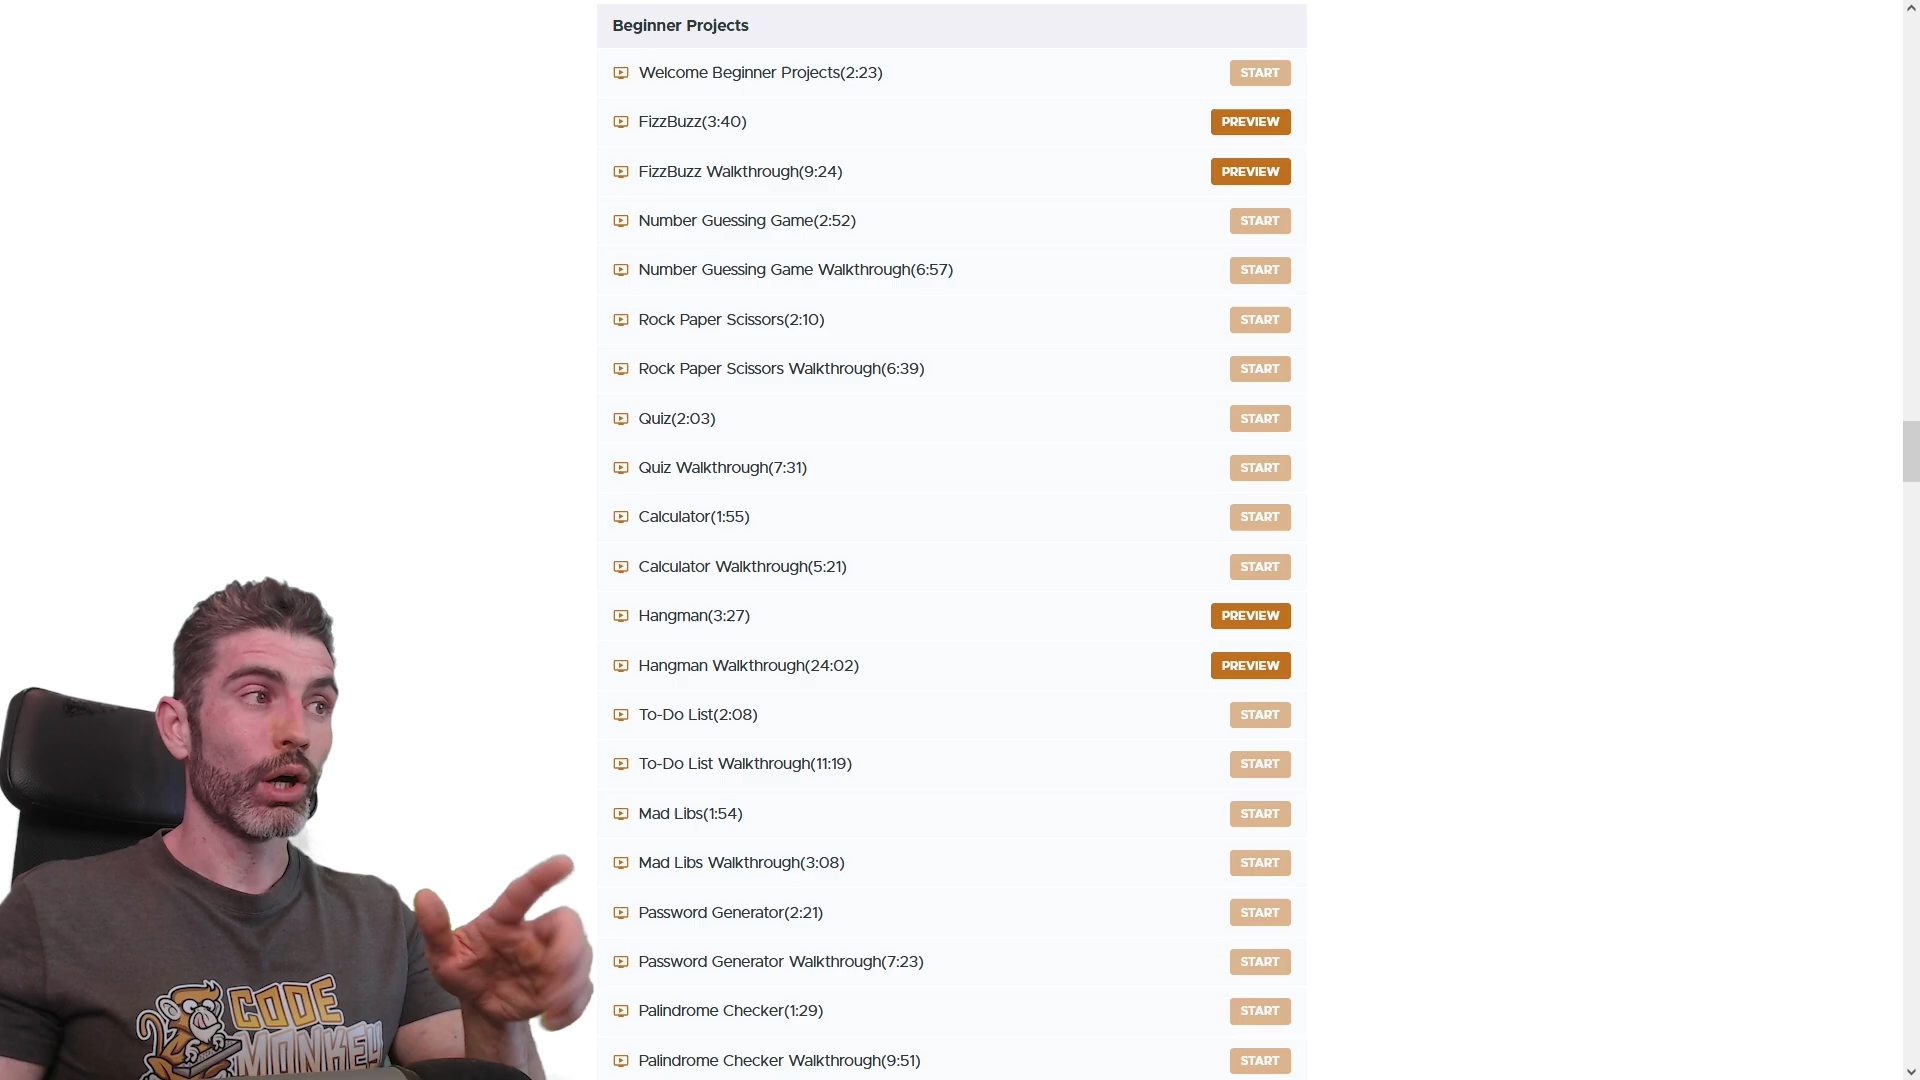 Beginner Projects
Welcome Beginner Projects(2:23) START
FizzBuzz(3:40) PREVIEW
FizzBuzz Walkthrough(9:24) PREVIEW
Number Guessing Game(2:52) START
Number Guessing Game Walkthrough(6:57) START
Rock Paper Scissors(2:10) START
Rock Paper Scissors Walkthrough(6:39) START
Quiz(2:03) START
Quiz Walkthrough(7:31) START
Calculator(1:55) START
Calculator Walkthrough(5:21) START
Hangman(3:27) PREVIEW
Hangman Walkthrough(24:02) PREVIEW
To-Do List(2:08) START
To-Do List Walkthrough(11:19) START
Mad Libs(1:54) START
Mad Libs Walkthrough(3:08) START
Password Generator(2:21) START
Password Generator Walkthrough(7:23) START
Palindrome Checker(1:29) START
Palindrome Checker Walkthrough(9:51) START
CODE
MONKEY